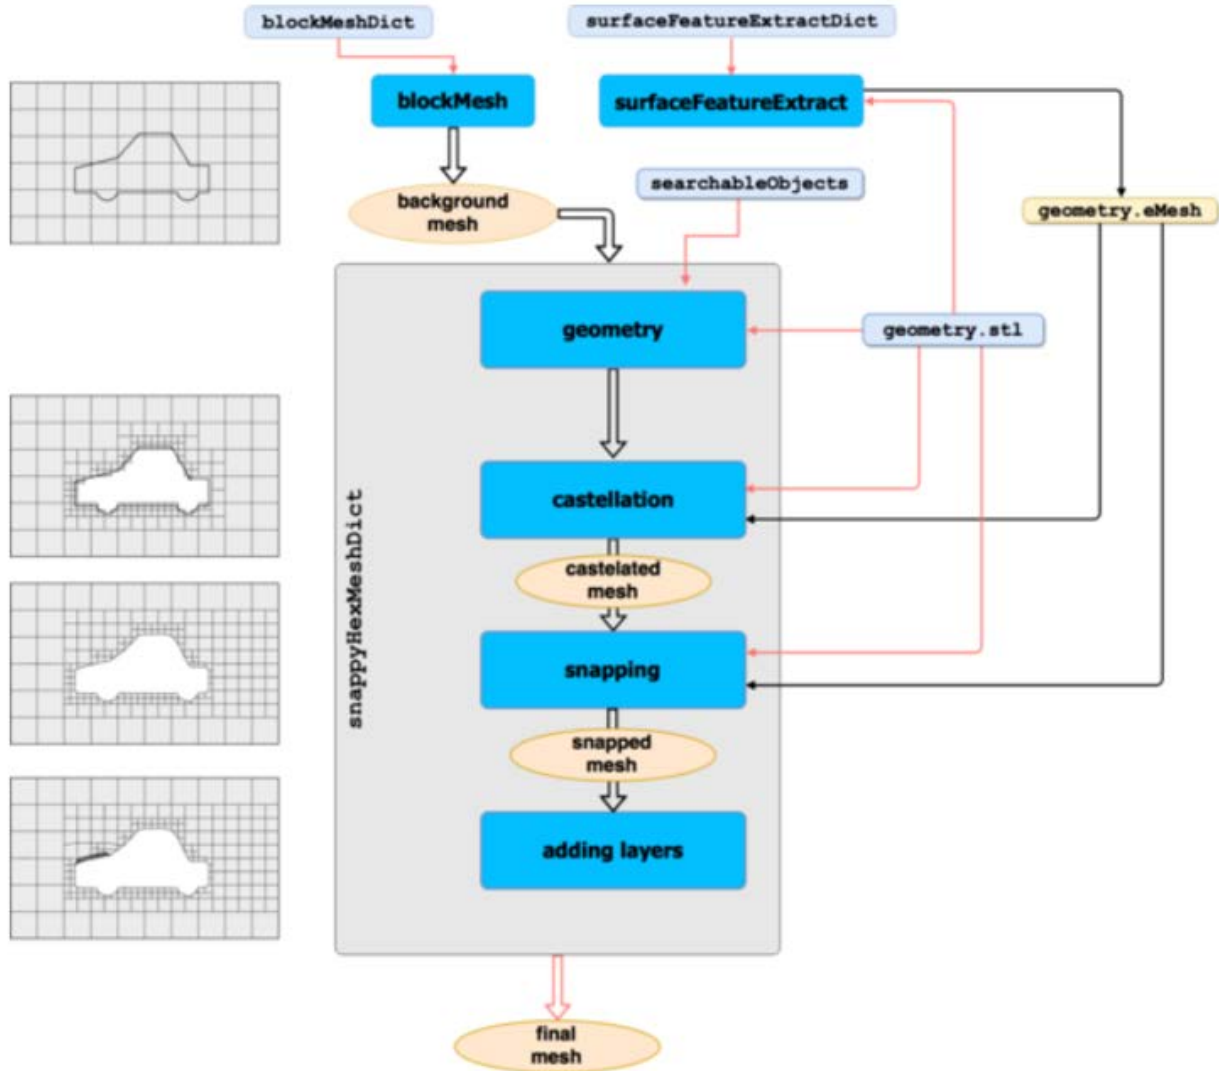 blockMeshDict
surfaceFeatureExtractDict
blockMesh
surfaceFeatureExtract
searchableObjects
background
mesh
geometry.eMesh
geometry
geometry.stl
snappyHexMeshDict
castellation
castelated
mesh
snapping
snapped
mesh
adding layers
final
mesh